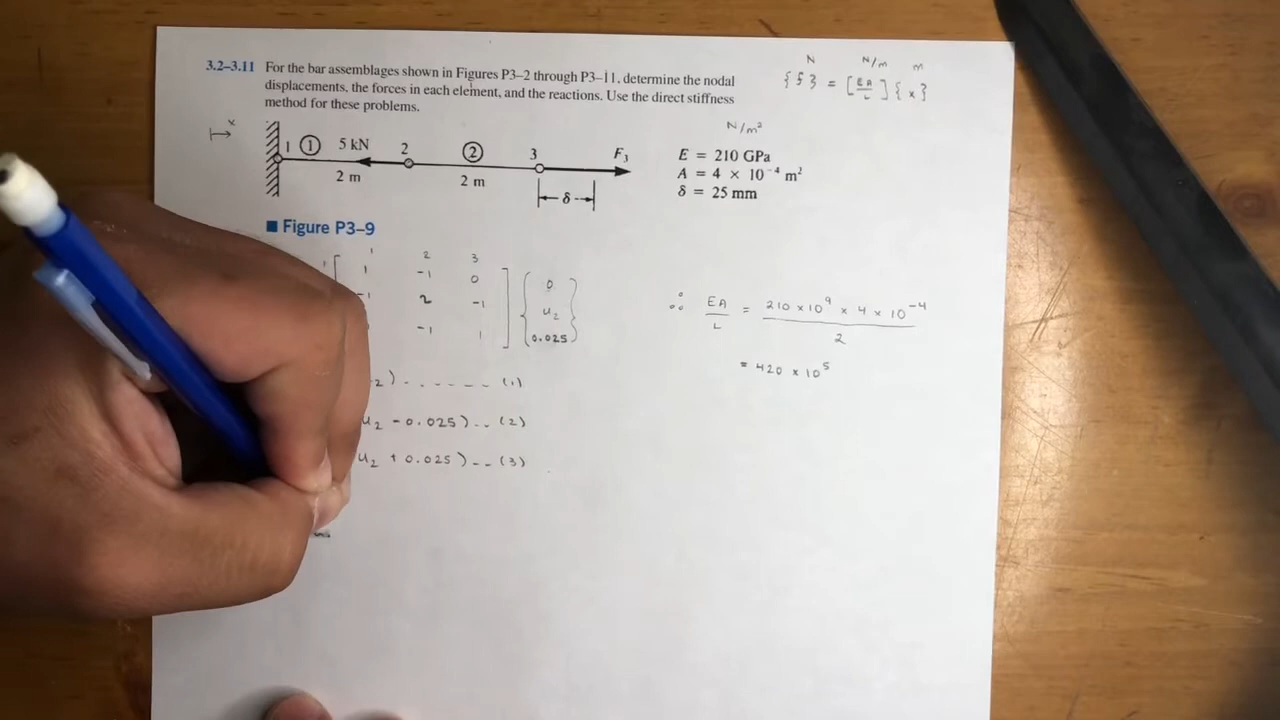 3.2–3.11 For the bar assemblages shown in Figures P3–2 through P3–11, determine the nodal
displacements, the forces in each element, and the reactions. Use the direct stiffness
method for these problems.
N N/m m
{f} = [EA/L]{x}
x
1 ① 5 kN 2 ② 3 F₃
2 m 2 m δ
N/m²
E = 210 GPa
A = 4 × 10⁻⁴ m²
δ = 25 mm
■ Figure P3–9
1 2 3
1 -1 0 0
-1 2 -1 u₂
-1 1 0.025
₂) . . . - - - (1)
u₂ - 0.025) . . (2)
u₂ + 0.025) - - (3)
∴ EA/L = 210 × 10⁹ × 4 × 10⁻⁴ / 2
= 420 × 10⁵